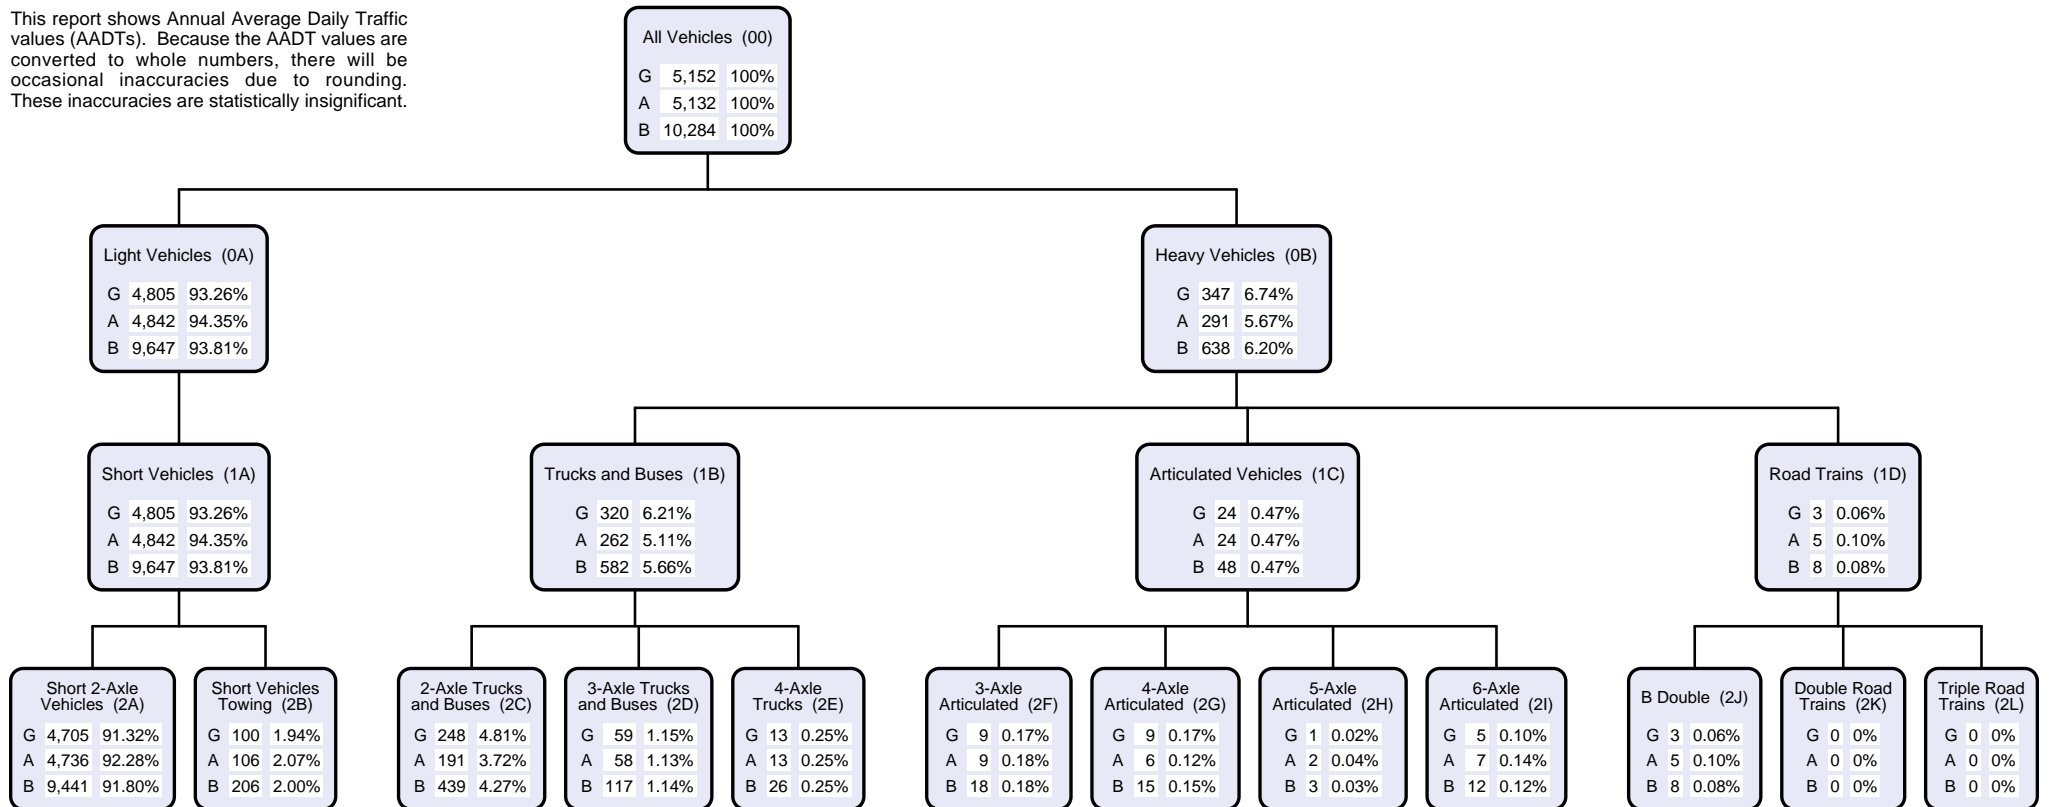 This report shows Annual Average Daily Traffic
values (AADTs). Because the AADT values are
converted to whole numbers, there will be
occasional inaccuracies due to rounding.
These inaccuracies are statistically insignificant.
All Vehicles (00)
G 5,152 100%
A 5,132 100%
B 10,284 100%
Light Vehicles (0A)
G 4,805 93.26%
A 4,842 94.35%
B 9,647 93.81%
Heavy Vehicles (0B)
G 347 6.74%
A 291 5.67%
B 638 6.20%
Short Vehicles (1A)
G 4,805 93.26%
A 4,842 94.35%
B 9,647 93.81%
Trucks and Buses (1B)
G 320 6.21%
A 262 5.11%
B 582 5.66%
Articulated Vehicles (1C)
G 24 0.47%
A 24 0.47%
B 48 0.47%
Road Trains (1D)
G 3 0.06%
A 5 0.10%
B 8 0.08%
Short 2-Axle
Vehicles (2A)
G 4,705 91.32%
A 4,736 92.28%
B 9,441 91.80%
Short Vehicles
Towing (2B)
G 100 1.94%
A 106 2.07%
B 206 2.00%
2-Axle Trucks
and Buses (2C)
G 248 4.81%
A 191 3.72%
B 439 4.27%
3-Axle Trucks
and Buses (2D)
G 59 1.15%
A 58 1.13%
B 117 1.14%
4-Axle
Trucks (2E)
G 13 0.25%
A 13 0.25%
B 26 0.25%
3-Axle
Articulated (2F)
G 9 0.17%
A 9 0.18%
B 18 0.18%
4-Axle
Articulated (2G)
G 9 0.17%
A 6 0.12%
B 15 0.15%
5-Axle
Articulated (2H)
G 1 0.02%
A 2 0.04%
B 3 0.03%
6-Axle
Articulated (2I)
G 5 0.10%
A 7 0.14%
B 12 0.12%
B Double (2J)
G 3 0.06%
A 5 0.10%
B 8 0.08%
Double Road
Trains (2K)
G 0 0%
A 0 0%
B 0 0%
Triple Road
Trains (2L)
G 0 0%
A 0 0%
B 0 0%